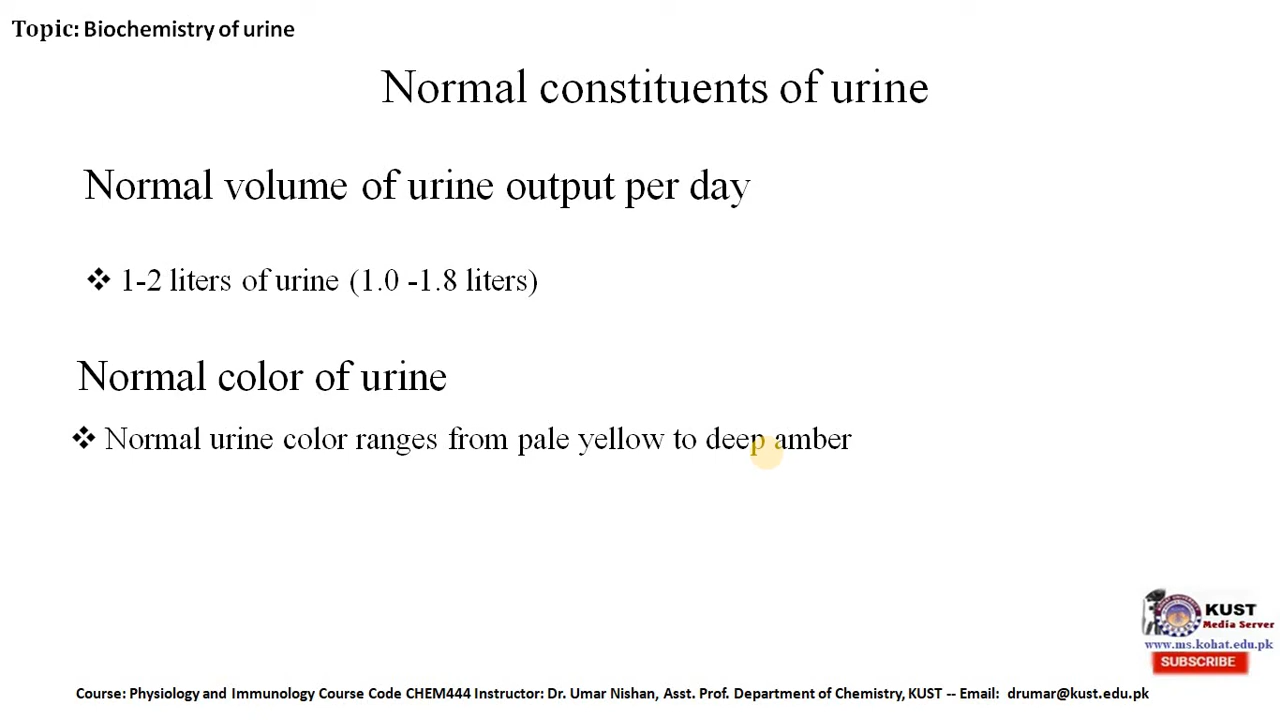 Topic: Biochemistry of urine
Normal constituents of urine
Normal volume of urine output per day
❖ 1-2 liters of urine (1.0 -1.8 liters)
Normal color of urine
❖ Normal urine color ranges from pale yellow to deep amber
KUST
Media Server
www.ms.kohat.edu.pk
SUBSCRIBE
Course: Physiology and Immunology Course Code CHEM444 Instructor: Dr. Umar Nishan, Asst. Prof. Department of Chemistry, KUST -- Email: drumar@kust.edu.pk